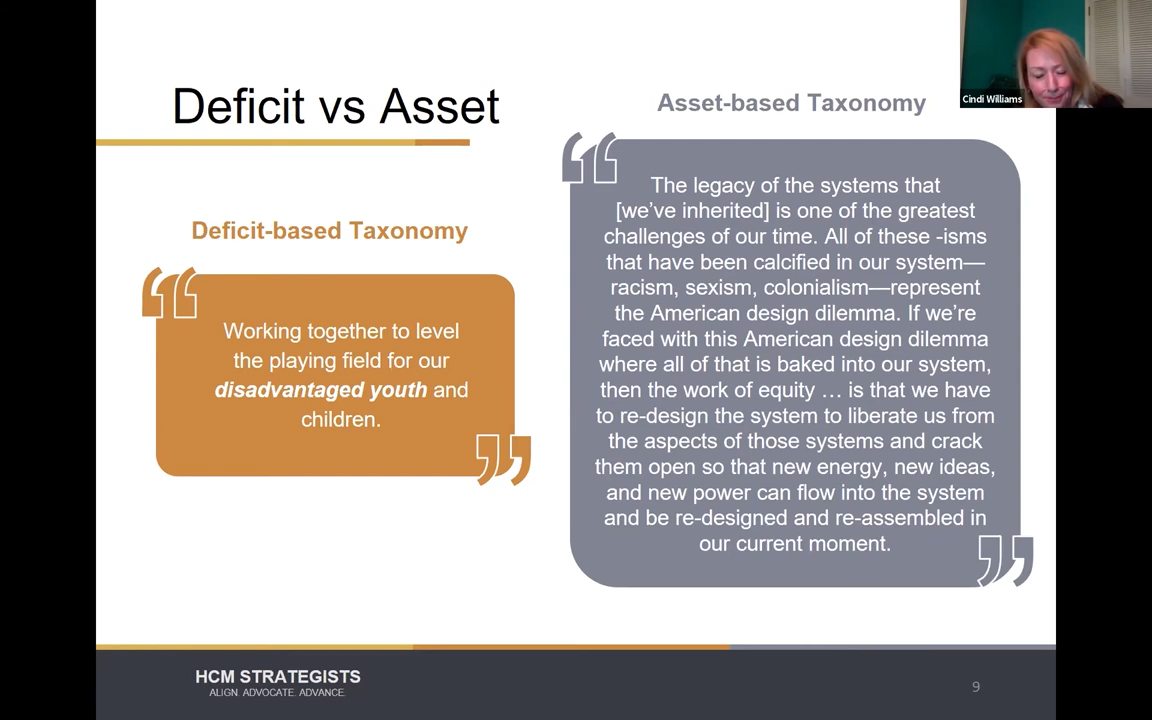 Deficit vs Asset
Deficit-based Taxonomy
Working together to level
the playing field for our
disadvantaged youth and
children.
Asset-based Taxonomy
The legacy of the systems that
[we’ve inherited] is one of the greatest
challenges of our time. All of these -isms
that have been calcified in our system—
racism, sexism, colonialism—represent
the American design dilemma. If we’re
faced with this American design dilemma
where all of that is baked into our system,
then the work of equity … is that we have
to re-design the system to liberate us from
the aspects of those systems and crack
them open so that new energy, new ideas,
and new power can flow into the system
and be re-designed and re-assembled in
our current moment.
Cindi Williams
HCM STRATEGISTS
ALIGN. ADVOCATE. ADVANCE.
9